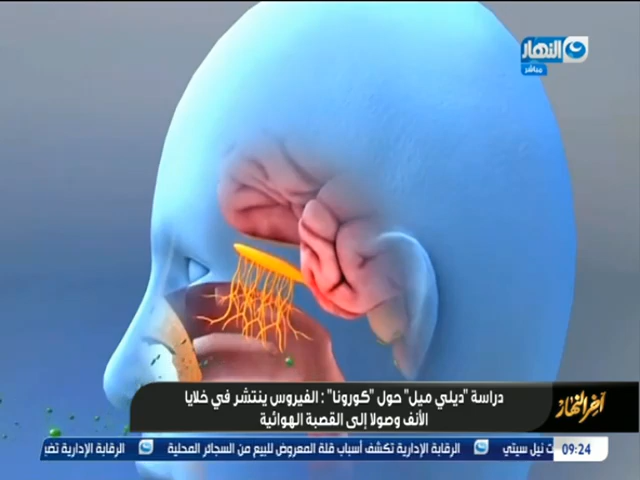 النهار
مباشر
دراسة "ديلي ميل" حول "كورونا" : الفيروس ينتشر في خلايا
الأنف وصولا إلى القصبة الهوائية
آخر النهار
ت نيل سيتي الرقابة الإدارية تكشف أسباب قلة المعروض للبيع من السجائر المحلية الرقابة الإدارية تضبـ
09:24